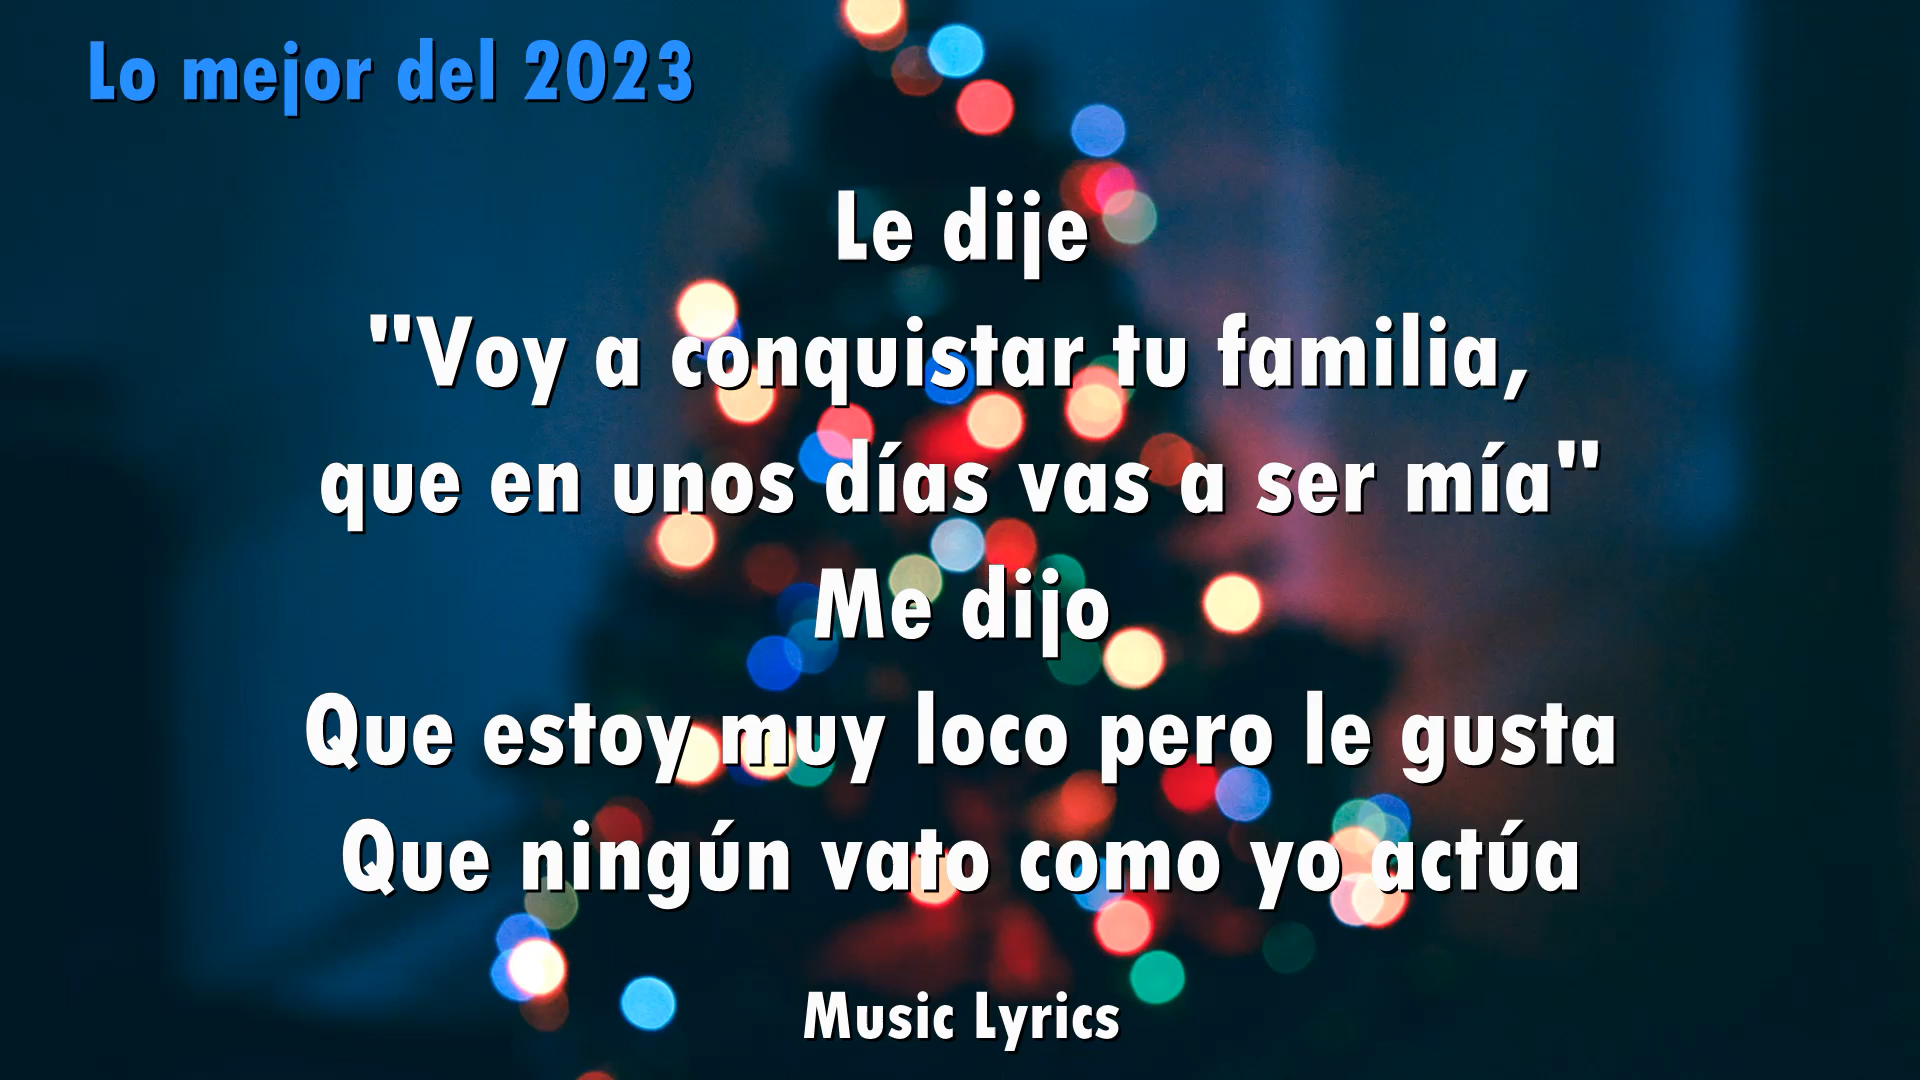 Lo mejor del 2023
Le dije
"Voy a conquistar tu familia,
que en unos días vas a ser mía"
Me dijo
Que estoy muy loco pero le gusta
Que ningún vato como yo actúa
Music Lyrics